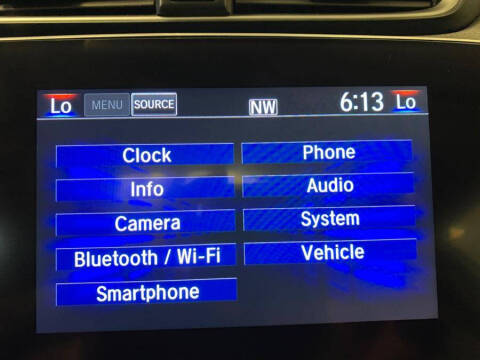 Lo MENU SOURCE NW 6:13 Lo
Clock Phone
Info Audio
Camera System
Bluetooth / Wi-Fi Vehicle
Smartphone